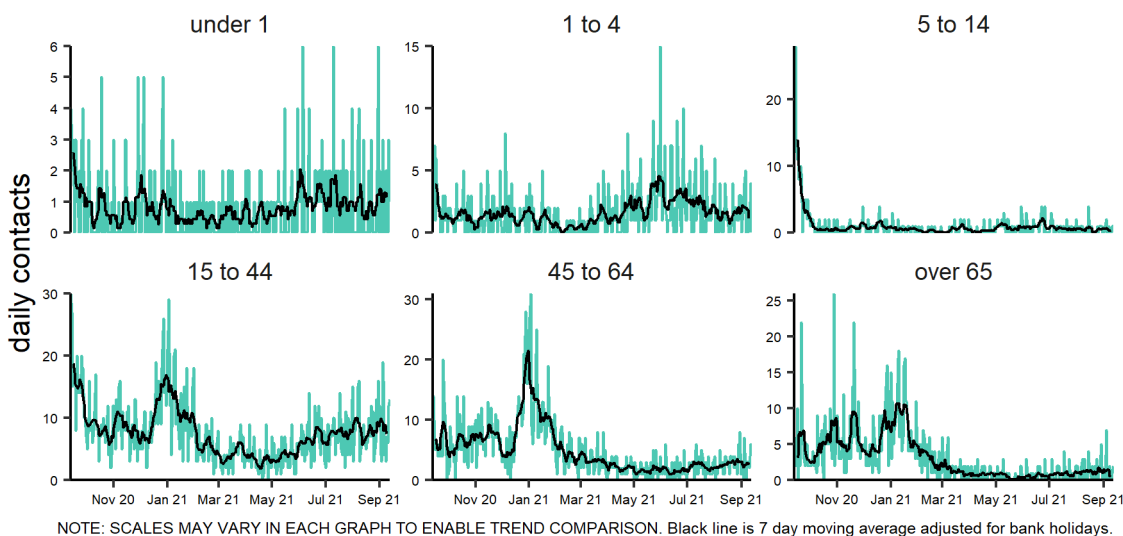 under 1
1 to 4
5 to 14
6
5
4
3
2
1
0
15
10
5
0
20
10
0
daily contacts
15 to 44
45 to 64
over 65
30
20
10
0
30
20
10
0
25
20
15
10
5
0
Nov 20 Jan 21 Mar 21 May 21 Jul 21 Sep 21
Nov 20 Jan 21 Mar 21 May 21 Jul 21 Sep 21
Nov 20 Jan 21 Mar 21 May 21 Jul 21 Sep 21
NOTE: SCALES MAY VARY IN EACH GRAPH TO ENABLE TREND COMPARISON. Black line is 7 day moving average adjusted for bank holidays.